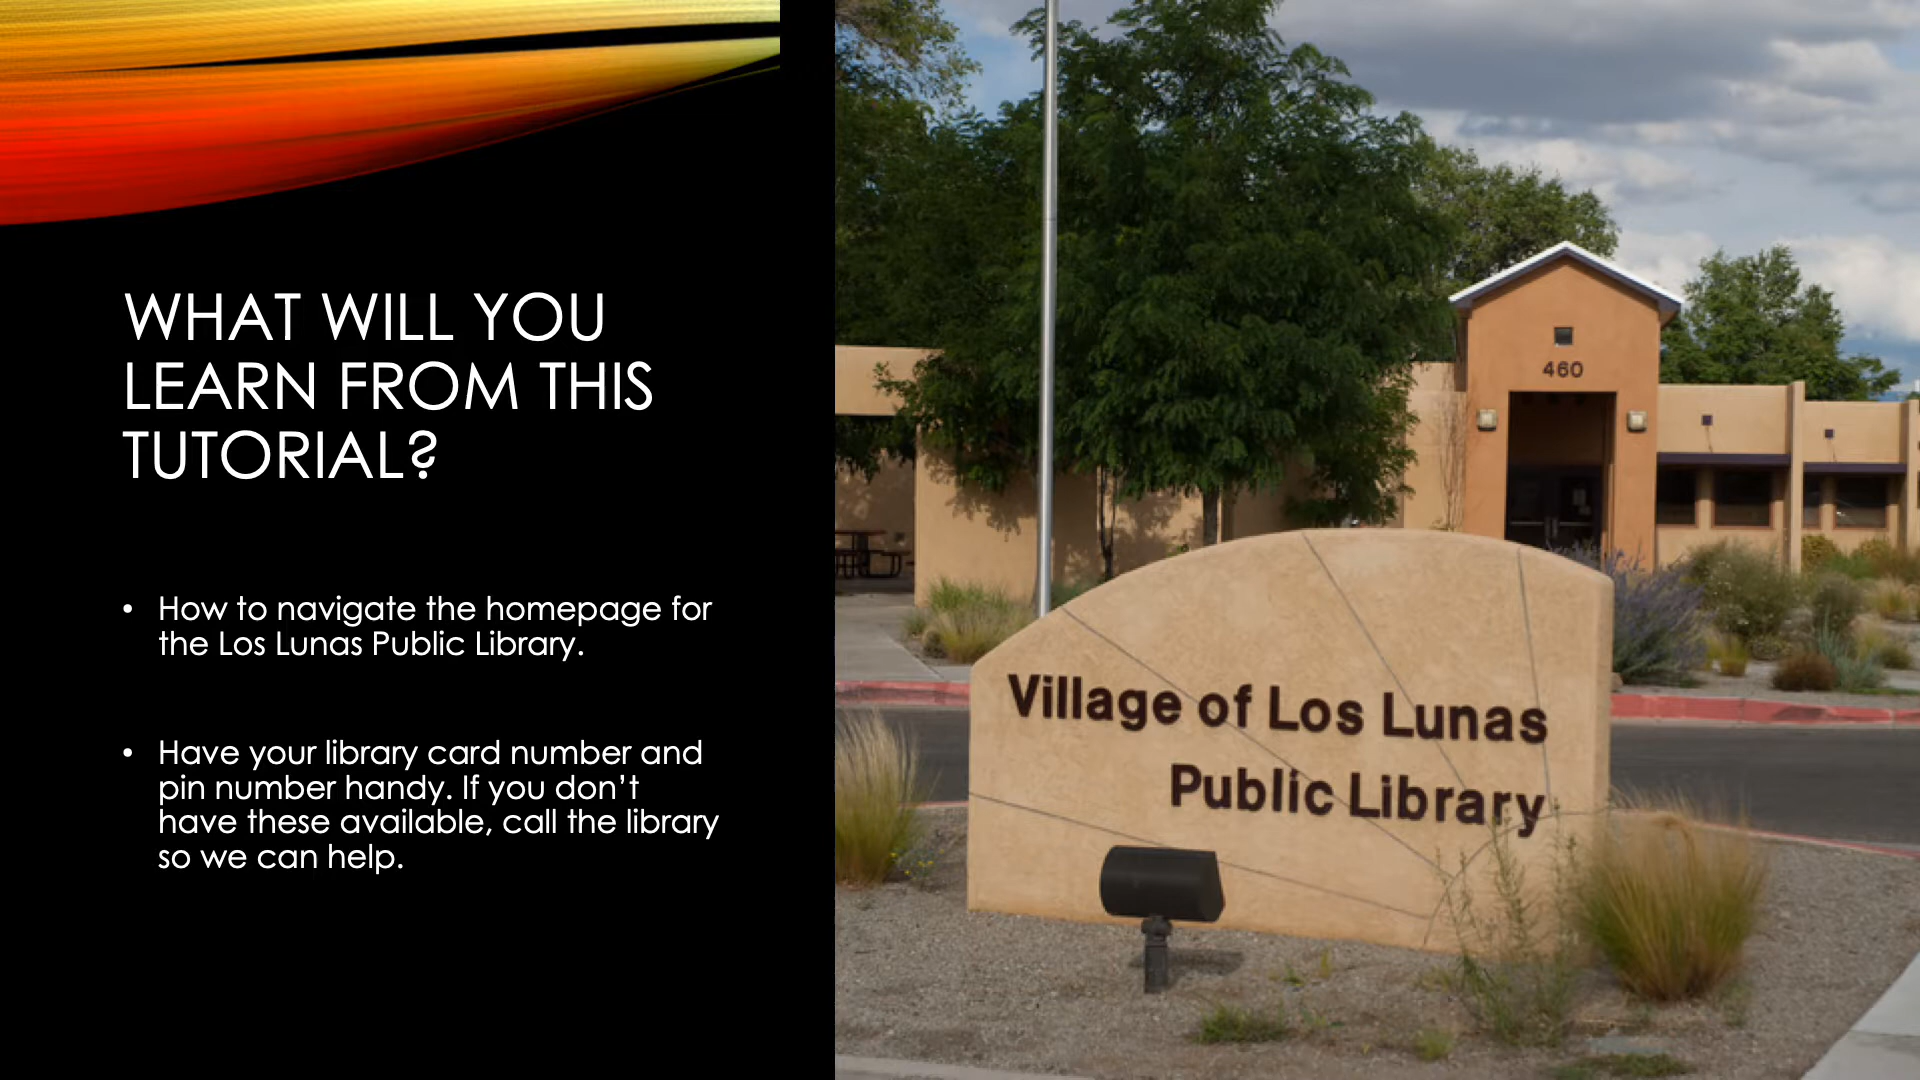 WHAT WILL YOU
LEARN FROM THIS
TUTORIAL?
• How to navigate the homepage for
the Los Lunas Public Library.
• Have your library card number and
pin number handy. If you don’t
have these available, call the library
so we can help.
460
Village of Los Lunas
Public Library